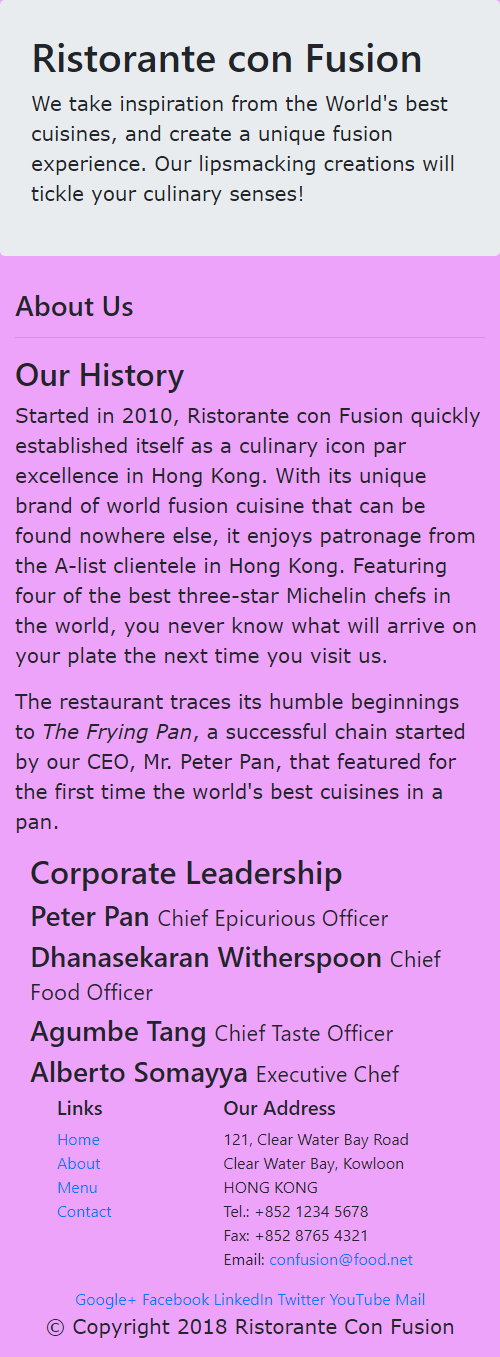 Ristorante con Fusion
We take inspiration from the World's best
cuisines, and create a unique fusion
experience. Our lipsmacking creations will
tickle your culinary senses!
About Us
Our History
Started in 2010, Ristorante con Fusion quickly
established itself as a culinary icon par
excellence in Hong Kong. With its unique
brand of world fusion cuisine that can be
found nowhere else, it enjoys patronage from
the A-list clientele in Hong Kong. Featuring
four of the best three-star Michelin chefs in
the world, you never know what will arrive on
your plate the next time you visit us.
The restaurant traces its humble beginnings
to The Frying Pan, a successful chain started
by our CEO, Mr. Peter Pan, that featured for
the first time the world's best cuisines in a
pan.
Corporate Leadership
Peter Pan Chief Epicurious Officer
Dhanasekaran Witherspoon Chief
Food Officer
Agumbe Tang Chief Taste Officer
Alberto Somayya Executive Chef
Links
Home
About
Menu
Contact
Our Address
121, Clear Water Bay Road
Clear Water Bay, Kowloon
HONG KONG
Tel.: +852 1234 5678
Fax: +852 8765 4321
Email: confusion@food.net
Google+ Facebook LinkedIn Twitter YouTube Mail
© Copyright 2018 Ristorante Con Fusion